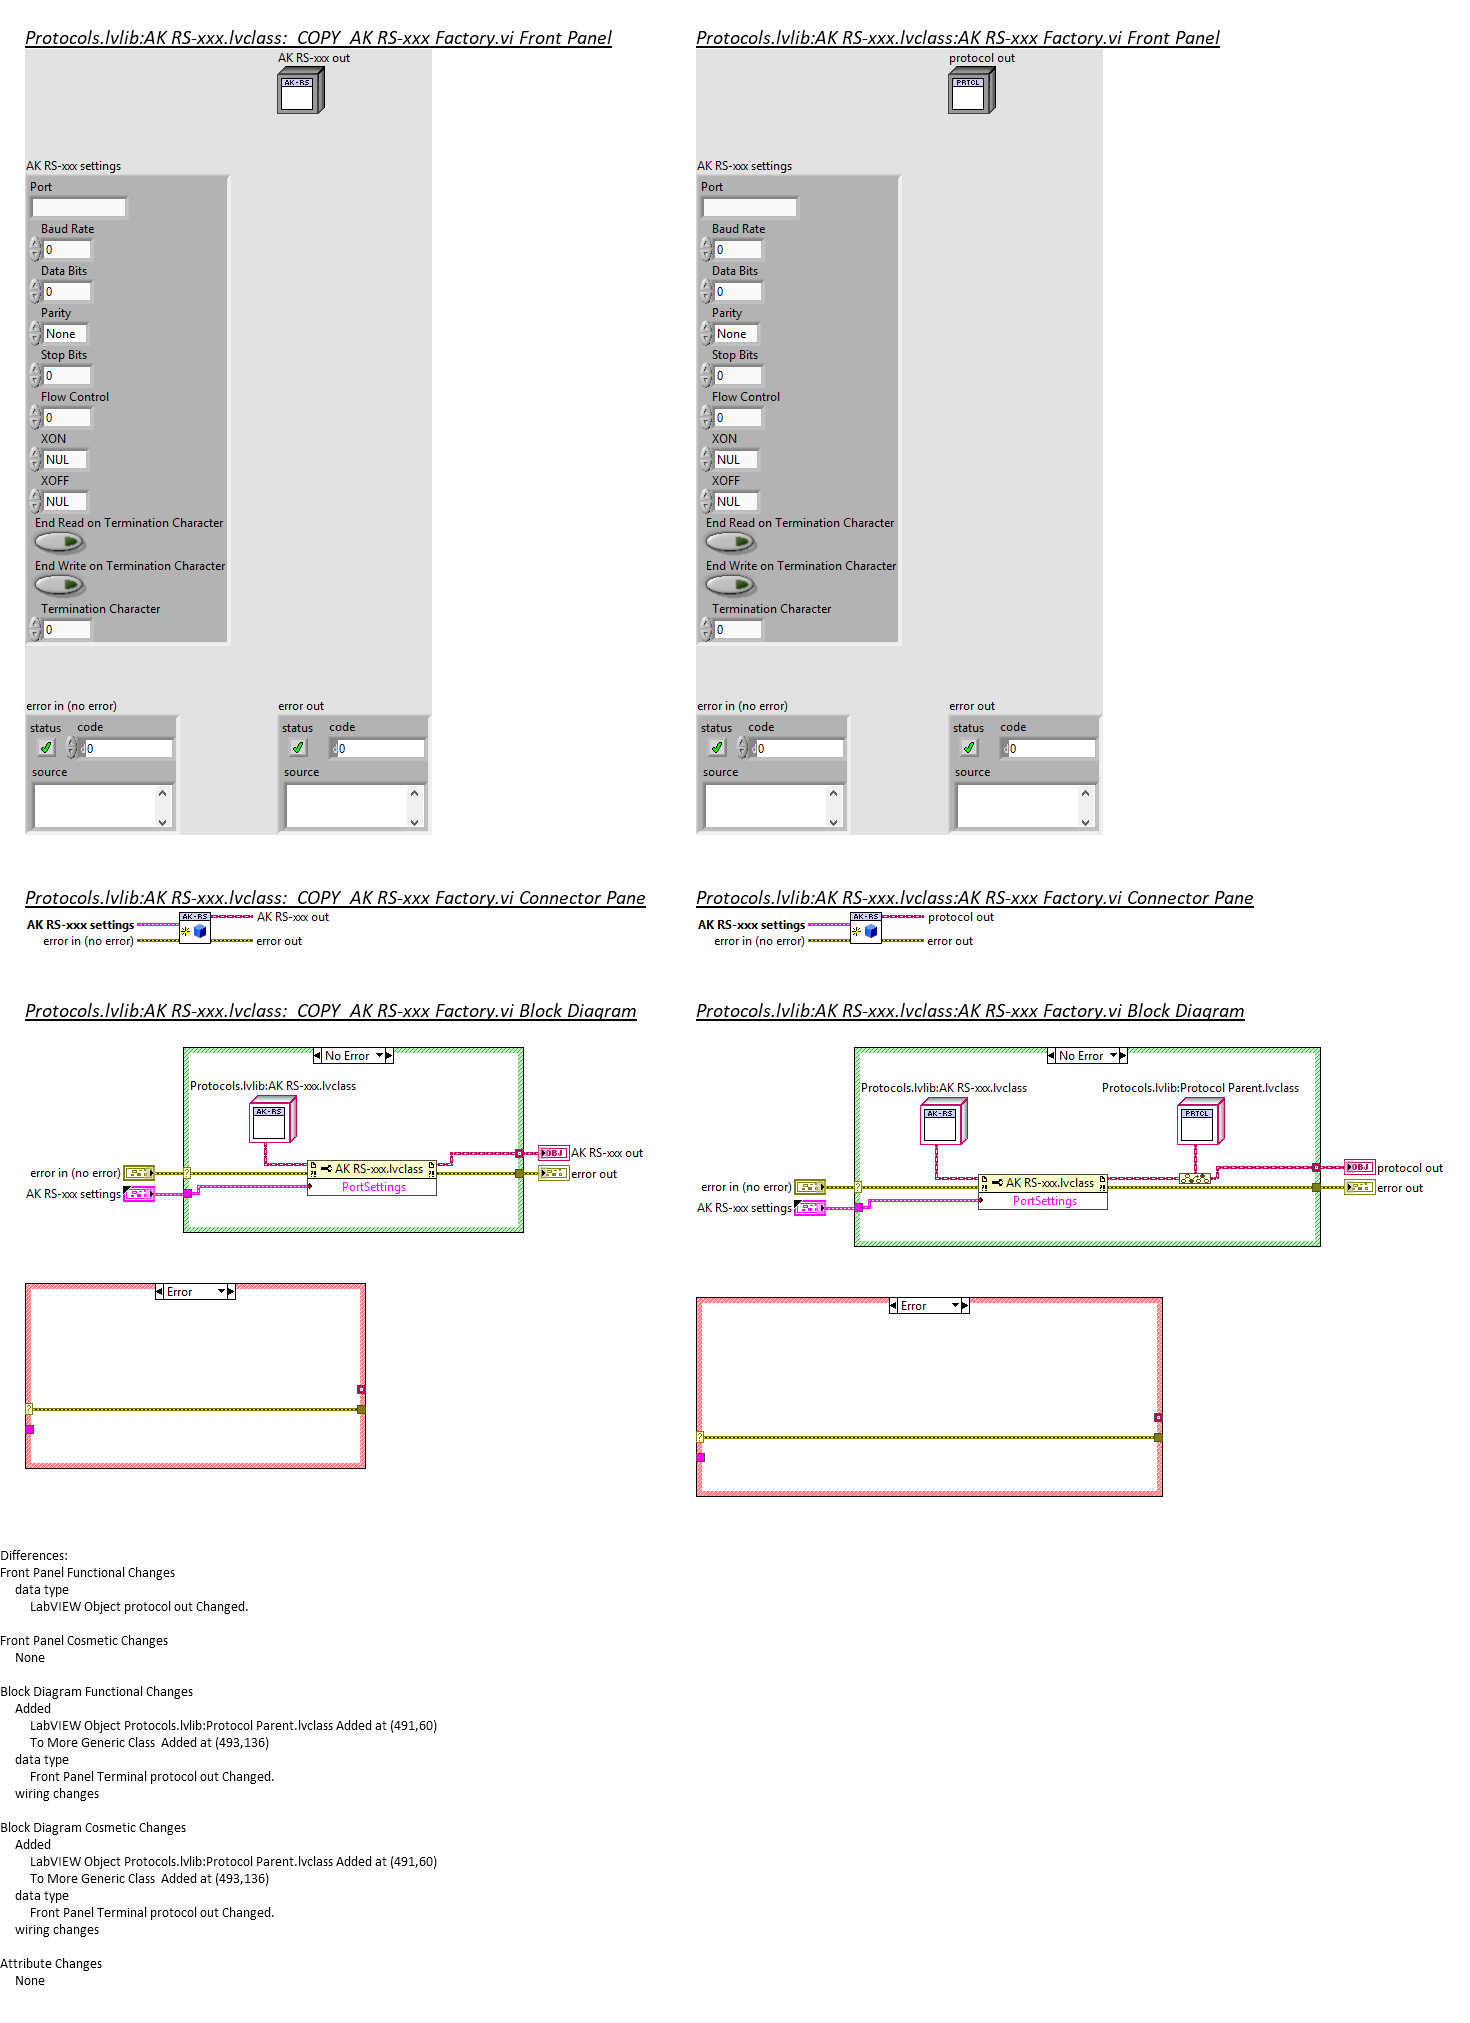 Protocols.lvlib:AK RS-xxx.lvclass:_COPY_AK RS-xxx Factory.vi Front Panel
AK RS-xxx out
AK-RS
AK RS-xxx settings
Port
Baud Rate
0
Data Bits
0
Parity
None
Stop Bits
0
Flow Control
0
XON
NUL
XOFF
NUL
End Read on Termination Character
End Write on Termination Character
Termination Character
0
error in (no error)
status code
d 0
source
error out
status code
d 0
source
Protocols.lvlib:AK RS-xxx.lvclass:AK RS-xxx Factory.vi Front Panel
protocol out
PRTCL
AK RS-xxx settings
Port
Baud Rate
0
Data Bits
0
Parity
None
Stop Bits
0
Flow Control
0
XON
NUL
XOFF
NUL
End Read on Termination Character
End Write on Termination Character
Termination Character
0
error in (no error)
status code
d 0
source
error out
status code
d 0
source
Protocols.lvlib:AK RS-xxx.lvclass:_COPY_AK RS-xxx Factory.vi Connector Pane
AK RS-xxx settings
error in (no error)
AK-RS
AK RS-xxx out
error out
Protocols.lvlib:AK RS-xxx.lvclass:AK RS-xxx Factory.vi Connector Pane
AK RS-xxx settings
error in (no error)
AK-RS
protocol out
error out
Protocols.lvlib:AK RS-xxx.lvclass:_COPY_AK RS-xxx Factory.vi Block Diagram
No Error
Protocols.lvlib:AK RS-xxx.lvclass
AK-RS
error in (no error)
AK RS-xxx settings
?
AK RS-xxx.lvclass
PortSettings
OBJ
AK RS-xxx out
error out
Error
?
Protocols.lvlib:AK RS-xxx.lvclass:AK RS-xxx Factory.vi Block Diagram
No Error
Protocols.lvlib:AK RS-xxx.lvclass
Protocols.lvlib:Protocol Parent.lvclass
AK-RS
PRTCL
error in (no error)
AK RS-xxx settings
?
AK RS-xxx.lvclass
PortSettings
OBJ
protocol out
error out
Error
?
Differences:
Front Panel Functional Changes
data type
LabVIEW Object protocol out Changed.
Front Panel Cosmetic Changes
None
Block Diagram Functional Changes
Added
LabVIEW Object Protocols.lvlib:Protocol Parent.lvclass Added at (491,60)
To More Generic Class  Added at (493,136)
data type
Front Panel Terminal protocol out Changed.
wiring changes
Block Diagram Cosmetic Changes
Added
LabVIEW Object Protocols.lvlib:Protocol Parent.lvclass Added at (491,60)
To More Generic Class  Added at (493,136)
data type
Front Panel Terminal protocol out Changed.
wiring changes
Attribute Changes
None